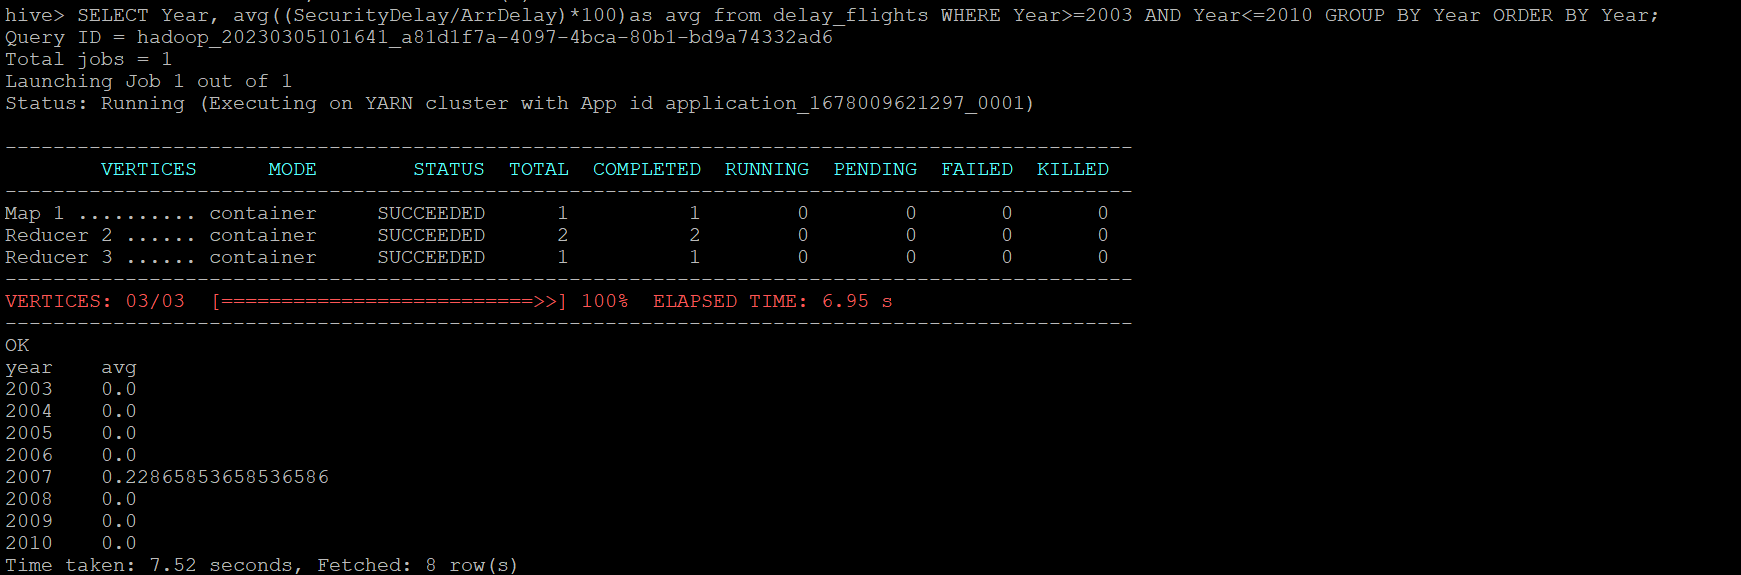 hive> SELECT Year, avg((SecurityDelay/ArrDelay)*100)as avg from delay_flights WHERE Year>=2003 AND Year<=2010 GROUP BY Year ORDER BY Year;
Query ID = hadoop_20230305101641_a81d1f7a-4097-4bca-80b1-bd9a74332ad6
Total jobs = 1
Launching Job 1 out of 1
Status: Running (Executing on YARN cluster with App id application_1678009621297_0001)
----------------------------------------------------------------------------------------------
        VERTICES      MODE        STATUS  TOTAL  COMPLETED  RUNNING  PENDING  FAILED  KILLED
----------------------------------------------------------------------------------------------
Map 1 .......... container     SUCCEEDED      1          1        0        0       0       0
Reducer 2 ...... container     SUCCEEDED      2          2        0        0       0       0
Reducer 3 ...... container     SUCCEEDED      1          1        0        0       0       0
----------------------------------------------------------------------------------------------
VERTICES: 03/03  [==========================>>] 100%  ELAPSED TIME: 6.95 s
----------------------------------------------------------------------------------------------
OK
year    avg
2003    0.0
2004    0.0
2005    0.0
2006    0.0
2007    0.22865853658536586
2008    0.0
2009    0.0
2010    0.0
Time taken: 7.52 seconds, Fetched: 8 row(s)